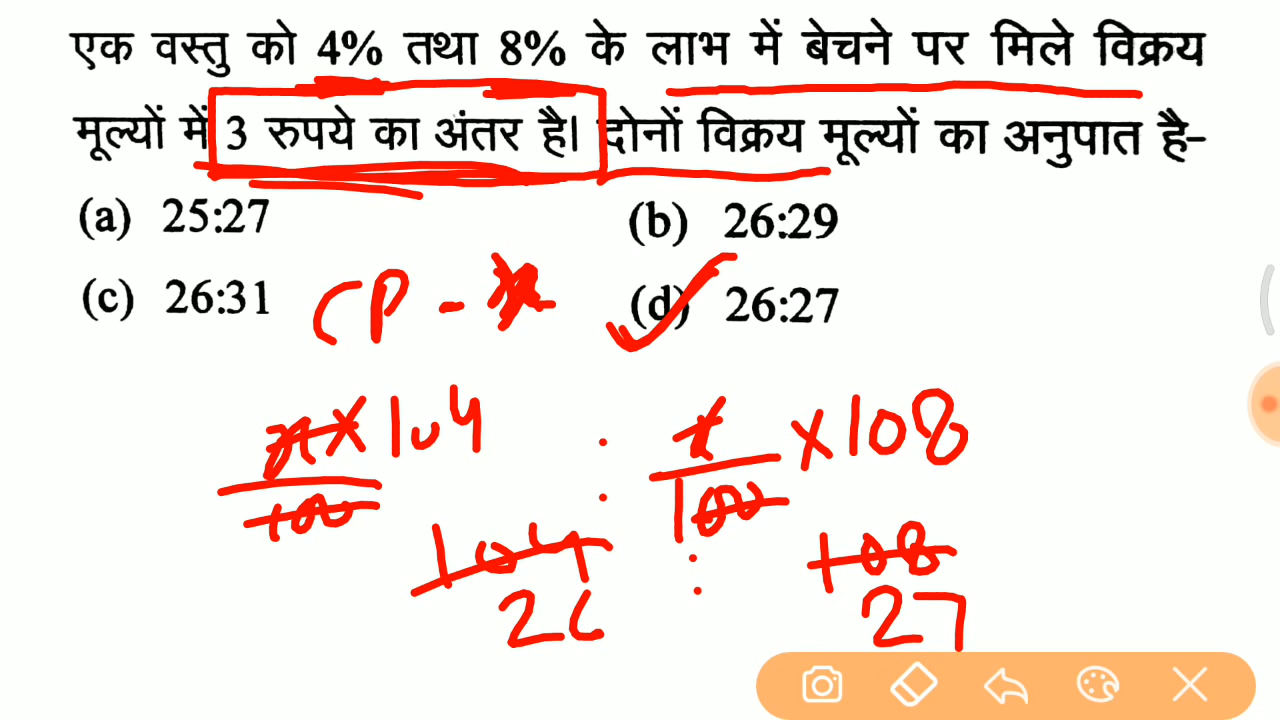 एक वस्तु को 4% तथा 8% के लाभ में बेचने पर मिले विक्रय
मूल्यों में 3 रुपये का अंतर है। दोनों विक्रय मूल्यों का अनुपात है-
(a) 25:27 (b) 26:29
(c) 26:31 (d) 26:27
CP - x
x×104 : x ×108
100 100
104 : 108
26 27